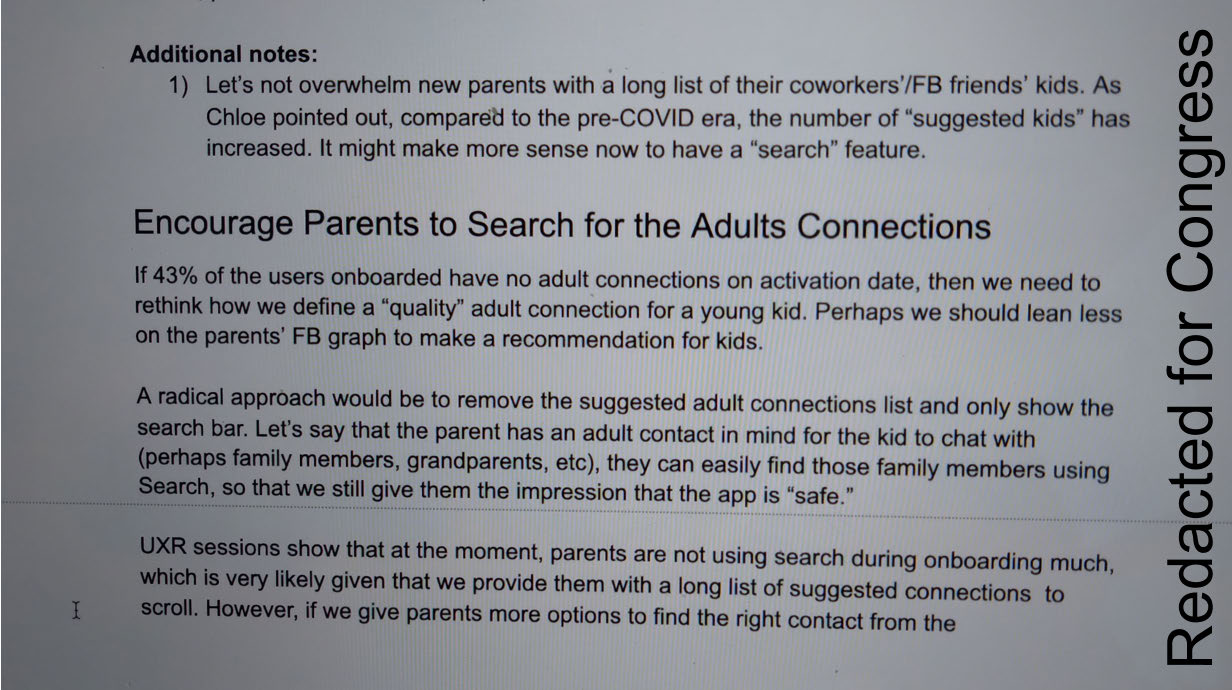 Additional notes:
1) Let's not overwhelm new parents with a long list of their coworkers'/FB friends' kids. As
Chloe pointed out, compared to the pre-COVID era, the number of “suggested kids” has
increased. It might make more sense now to have a “search” feature.
Encourage Parents to Search for the Adults Connections
If 43% of the users onboarded have no adult connections on activation date, then we need to
rethink how we define a “quality” adult connection for a young kid. Perhaps we should lean less
on the parents' FB graph to make a recommendation for kids.
A radical approach would be to remove the suggested adult connections list and only show the
search bar. Let's say that the parent has an adult contact in mind for the kid to chat with
(perhaps family members, grandparents, etc), they can easily find those family members using
Search, so that we still give them the impression that the app is “safe.”
UXR sessions show that at the moment, parents are not using search during onboarding much,
which is very likely given that we provide them with a long list of suggested connections to
scroll. However, if we give parents more options to find the right contact from the
Redacted for Congress